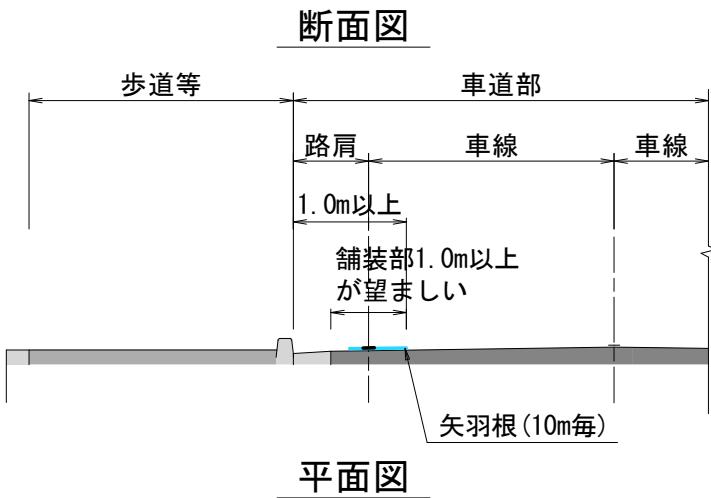 断面図
歩道等
車道部
路肩
車線
車線
1.0m以上
舗装部1.0m以上
が望ましい
矢羽根(10m毎)
平面図